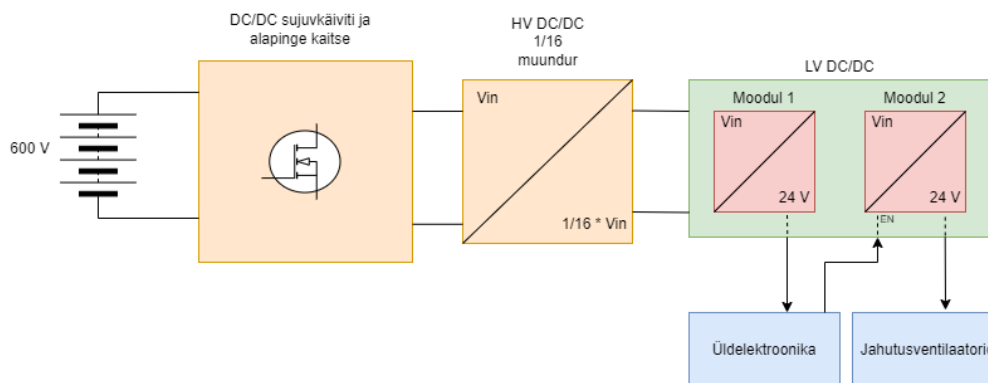 DC/DC sujuvkäiviti ja
alapinge kaitse
HV DC/DC
1/16
muundur
LV DC/DC
600 V
Vin
1/16 * Vin
Moodul 1
Vin
24 V
Moodul 2
Vin
24 V
EN
Üldelektroonika
Jahutusventilaatorid